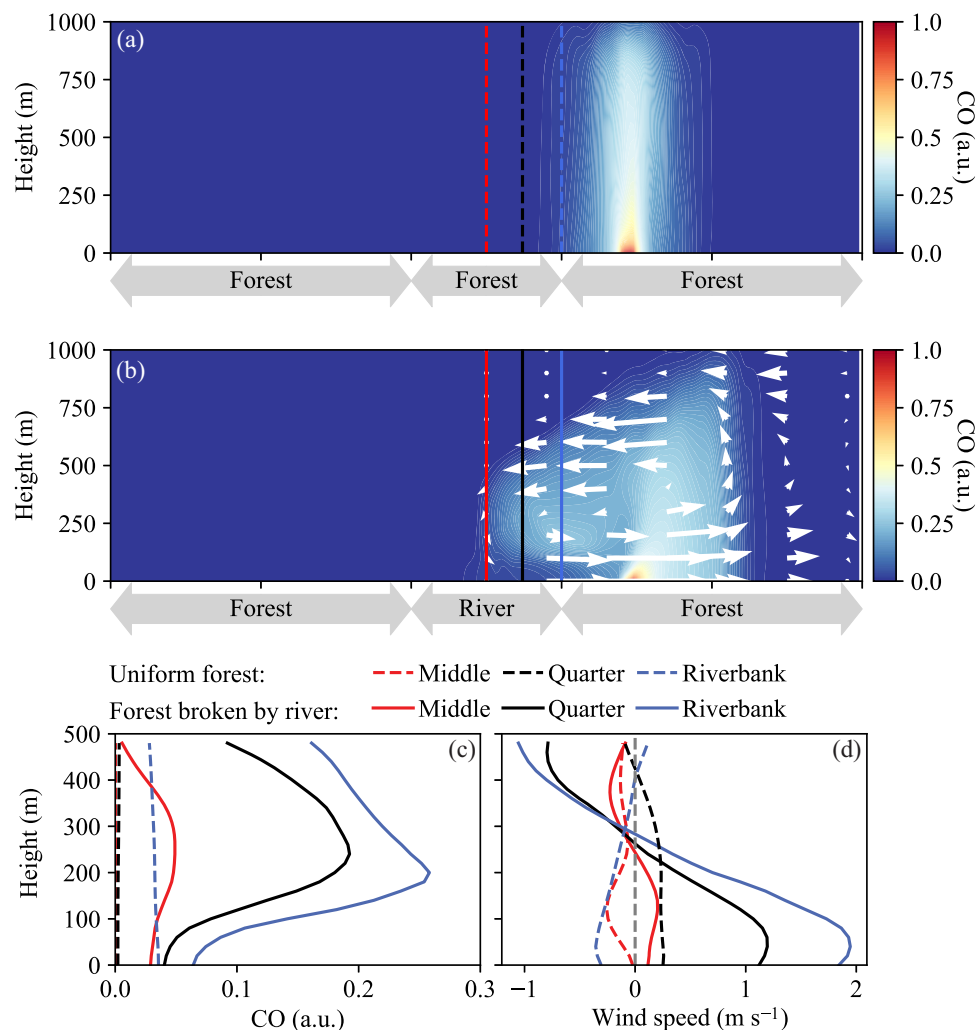 (a)
1000
750
500
250
0
Height (m)
1.0
0.75
0.5
0.25
0.0
CO (a.u.)
Forest Forest Forest
(b)
1000
750
500
250
0
Height (m)
1.0
0.75
0.5
0.25
0.0
CO (a.u.)
Forest River Forest
Uniform forest: Middle Quarter Riverbank
Forest broken by river: Middle Quarter Riverbank
(c)
500
400
300
200
100
0
Height (m)
0.0 0.1 0.2 0.3
CO (a.u.)
(d)
−1 0 1 2
Wind speed (m s⁻¹)